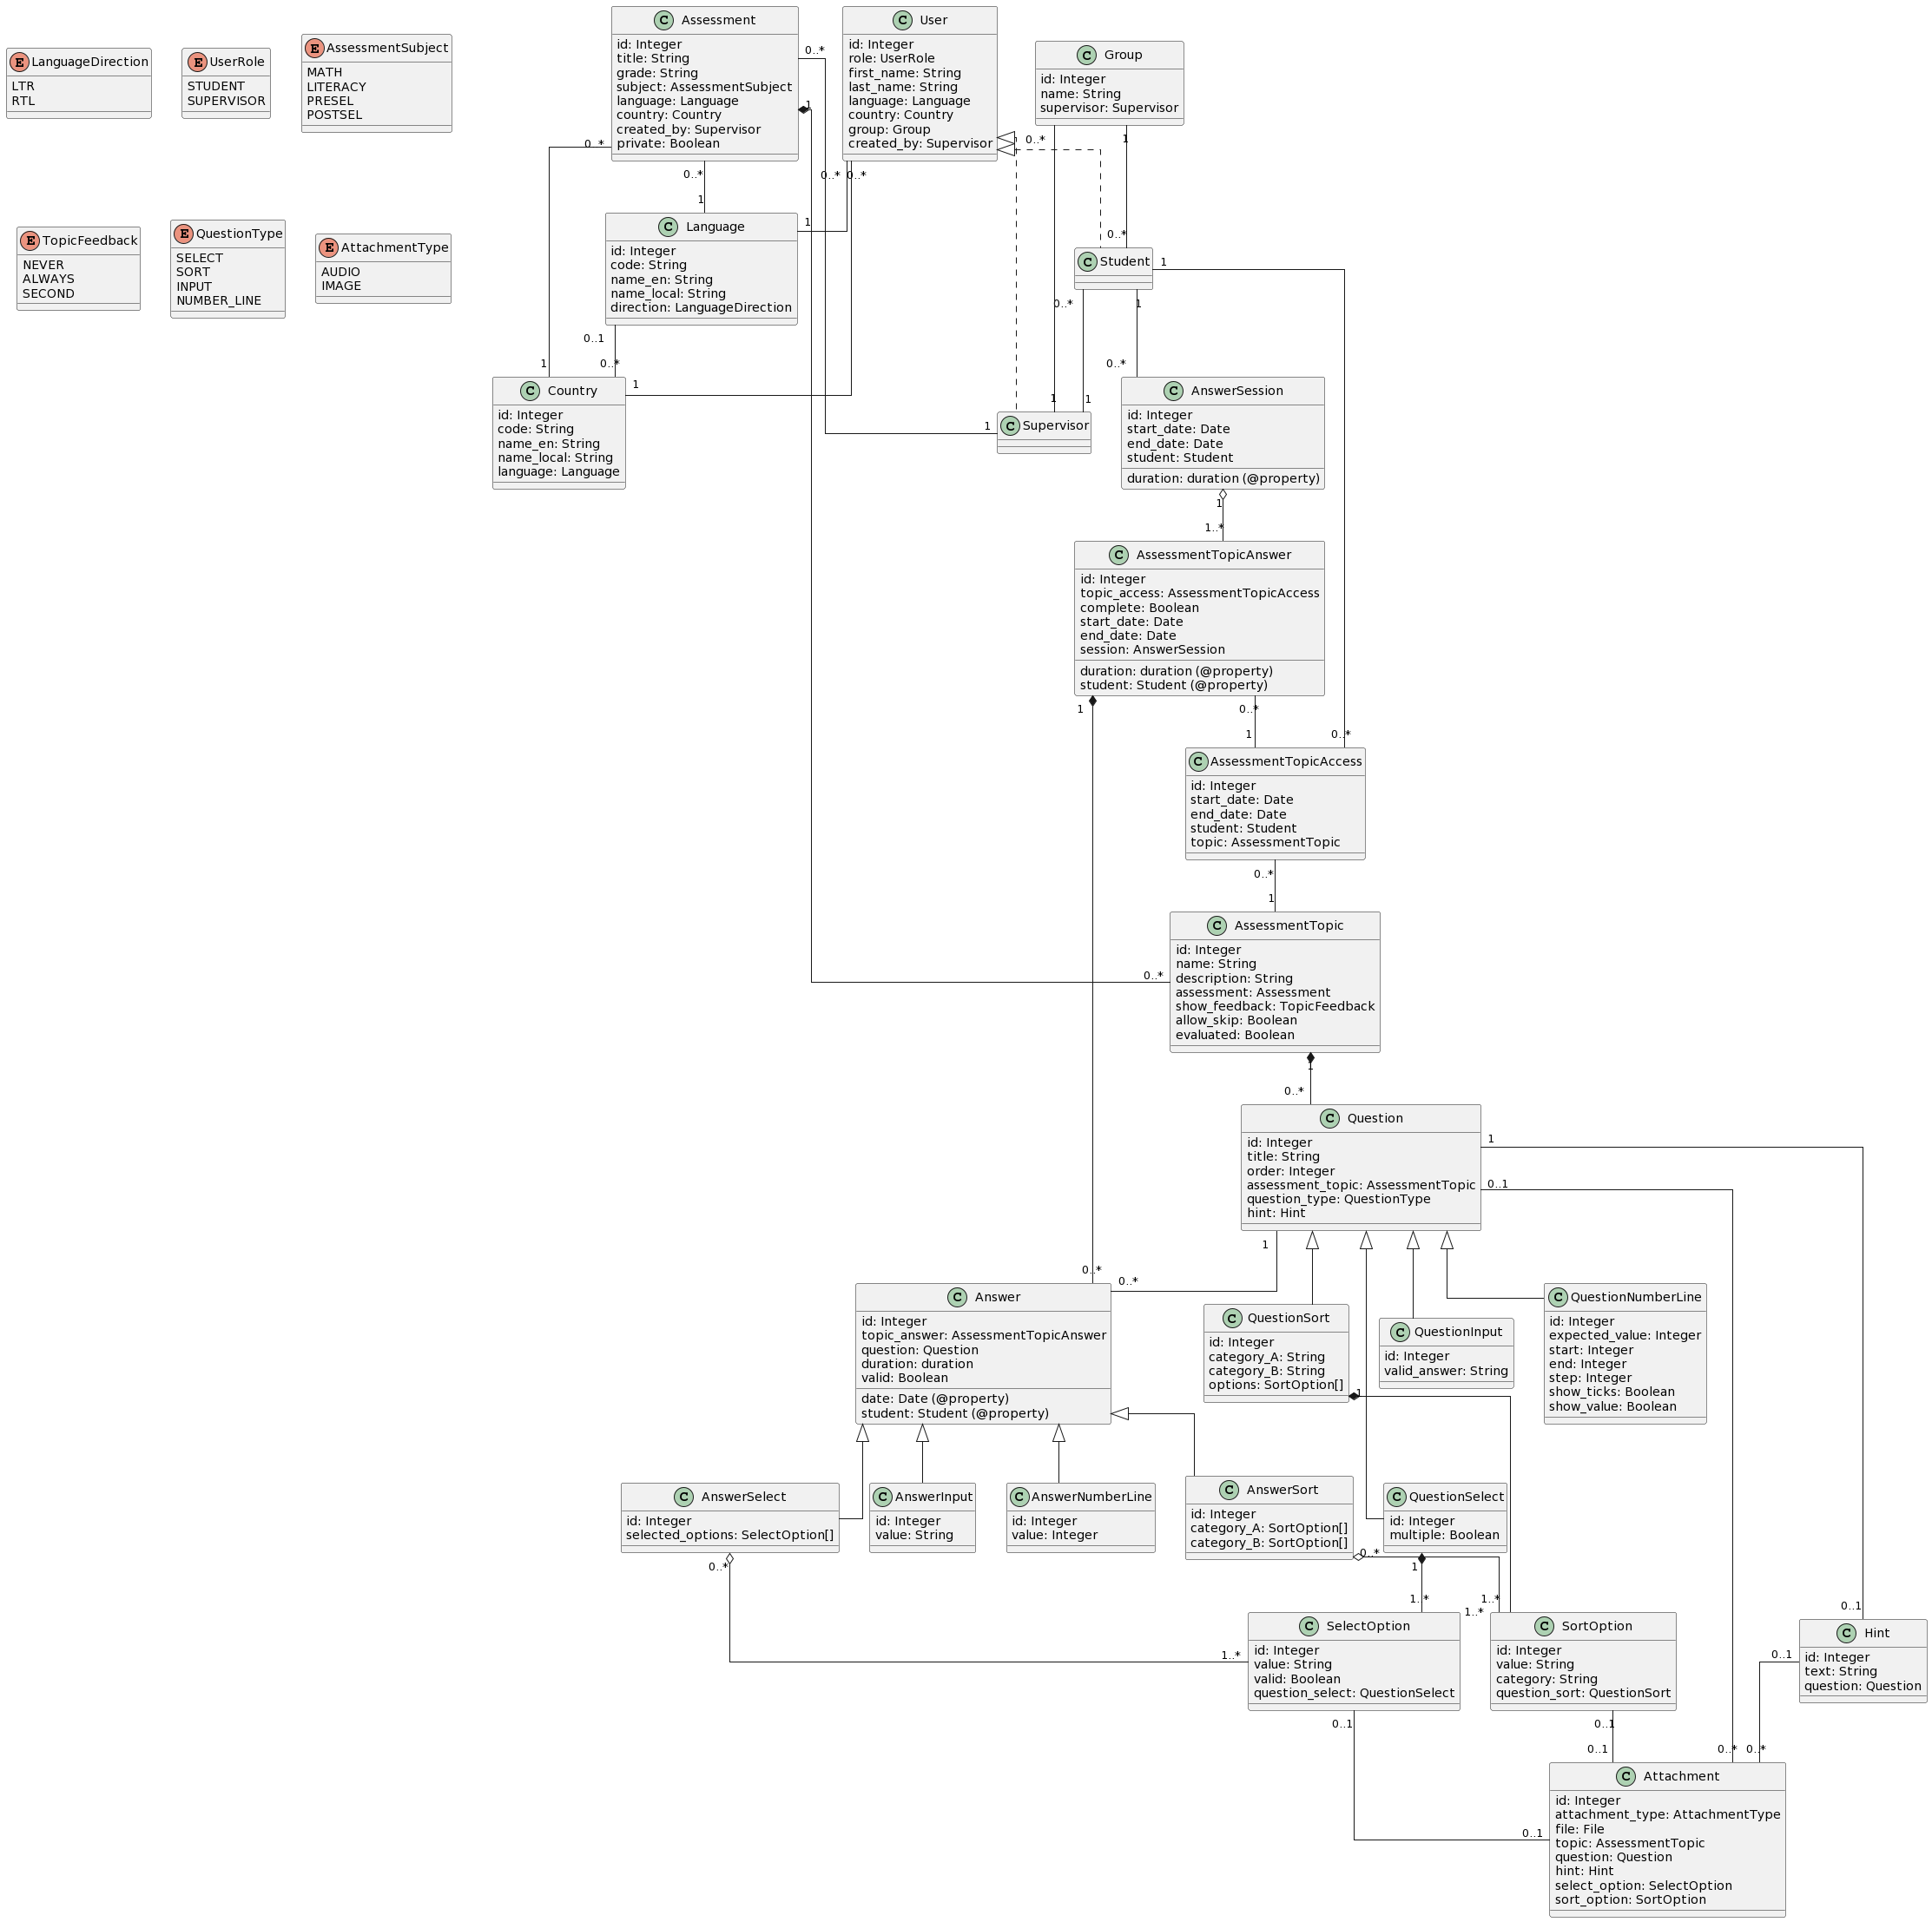 E LanguageDirection
LTR
RTL
E UserRole
STUDENT
SUPERVISOR
E AssessmentSubject
MATH
LITERACY
PRESEL
POSTSEL
C Assessment
id: Integer
title: String
grade: String
subject: AssessmentSubject
language: Language
country: Country
created_by: Supervisor
private: Boolean
C User
id: Integer
role: UserRole
first_name: String
last_name: String
language: Language
country: Country
group: Group
created_by: Supervisor
C Group
id: Integer
name: String
supervisor: Supervisor
0..*
1
0..*
0..*
1
0..*
0..*
0..*
1
1
0..*
E TopicFeedback
NEVER
ALWAYS
SECOND
E QuestionType
SELECT
SORT
INPUT
NUMBER_LINE
E AttachmentType
AUDIO
IMAGE
C Language
id: Integer
code: String
name_en: String
name_local: String
direction: LanguageDirection
C Student
1
0..*
1
0..1
0..*
1
1
0..*
1
1
1
C Country
id: Integer
code: String
name_en: String
name_local: String
language: Language
C Supervisor
C AnswerSession
id: Integer
start_date: Date
end_date: Date
student: Student
duration: duration (@property)
1
1..*
C AssessmentTopicAnswer
id: Integer
topic_access: AssessmentTopicAccess
complete: Boolean
start_date: Date
end_date: Date
session: AnswerSession
duration: duration (@property)
student: Student (@property)
1
0..*
1
0..*
C AssessmentTopicAccess
id: Integer
start_date: Date
end_date: Date
student: Student
topic: AssessmentTopic
0..*
1
C AssessmentTopic
id: Integer
name: String
description: String
assessment: Assessment
show_feedback: TopicFeedback
allow_skip: Boolean
evaluated: Boolean
0..*
1
0..*
C Question
id: Integer
title: String
order: Integer
assessment_topic: AssessmentTopic
question_type: QuestionType
hint: Hint
1
0..1
1
0..*
0..*
C Answer
id: Integer
topic_answer: AssessmentTopicAnswer
question: Question
duration: duration
valid: Boolean
date: Date (@property)
student: Student (@property)
C QuestionSort
id: Integer
category_A: String
category_B: String
options: SortOption[]
1
C QuestionInput
id: Integer
valid_answer: String
C QuestionNumberLine
id: Integer
expected_value: Integer
start: Integer
end: Integer
step: Integer
show_ticks: Boolean
show_value: Boolean
C AnswerSelect
id: Integer
selected_options: SelectOption[]
C AnswerInput
id: Integer
value: String
C AnswerNumberLine
id: Integer
value: Integer
C AnswerSort
id: Integer
category_A: SortOption[]
category_B: SortOption[]
C QuestionSelect
id: Integer
multiple: Boolean
0..*
0..*
1
1..*
1..*
1..*
0..1
1..*
C SelectOption
id: Integer
value: String
valid: Boolean
question_select: QuestionSelect
C SortOption
id: Integer
value: String
category: String
question_sort: QuestionSort
C Hint
id: Integer
text: String
question: Question
0..1
0..1
0..1
0..1
0..*
0..*
0..1
C Attachment
id: Integer
attachment_type: AttachmentType
file: File
topic: AssessmentTopic
question: Question
hint: Hint
select_option: SelectOption
sort_option: SortOption